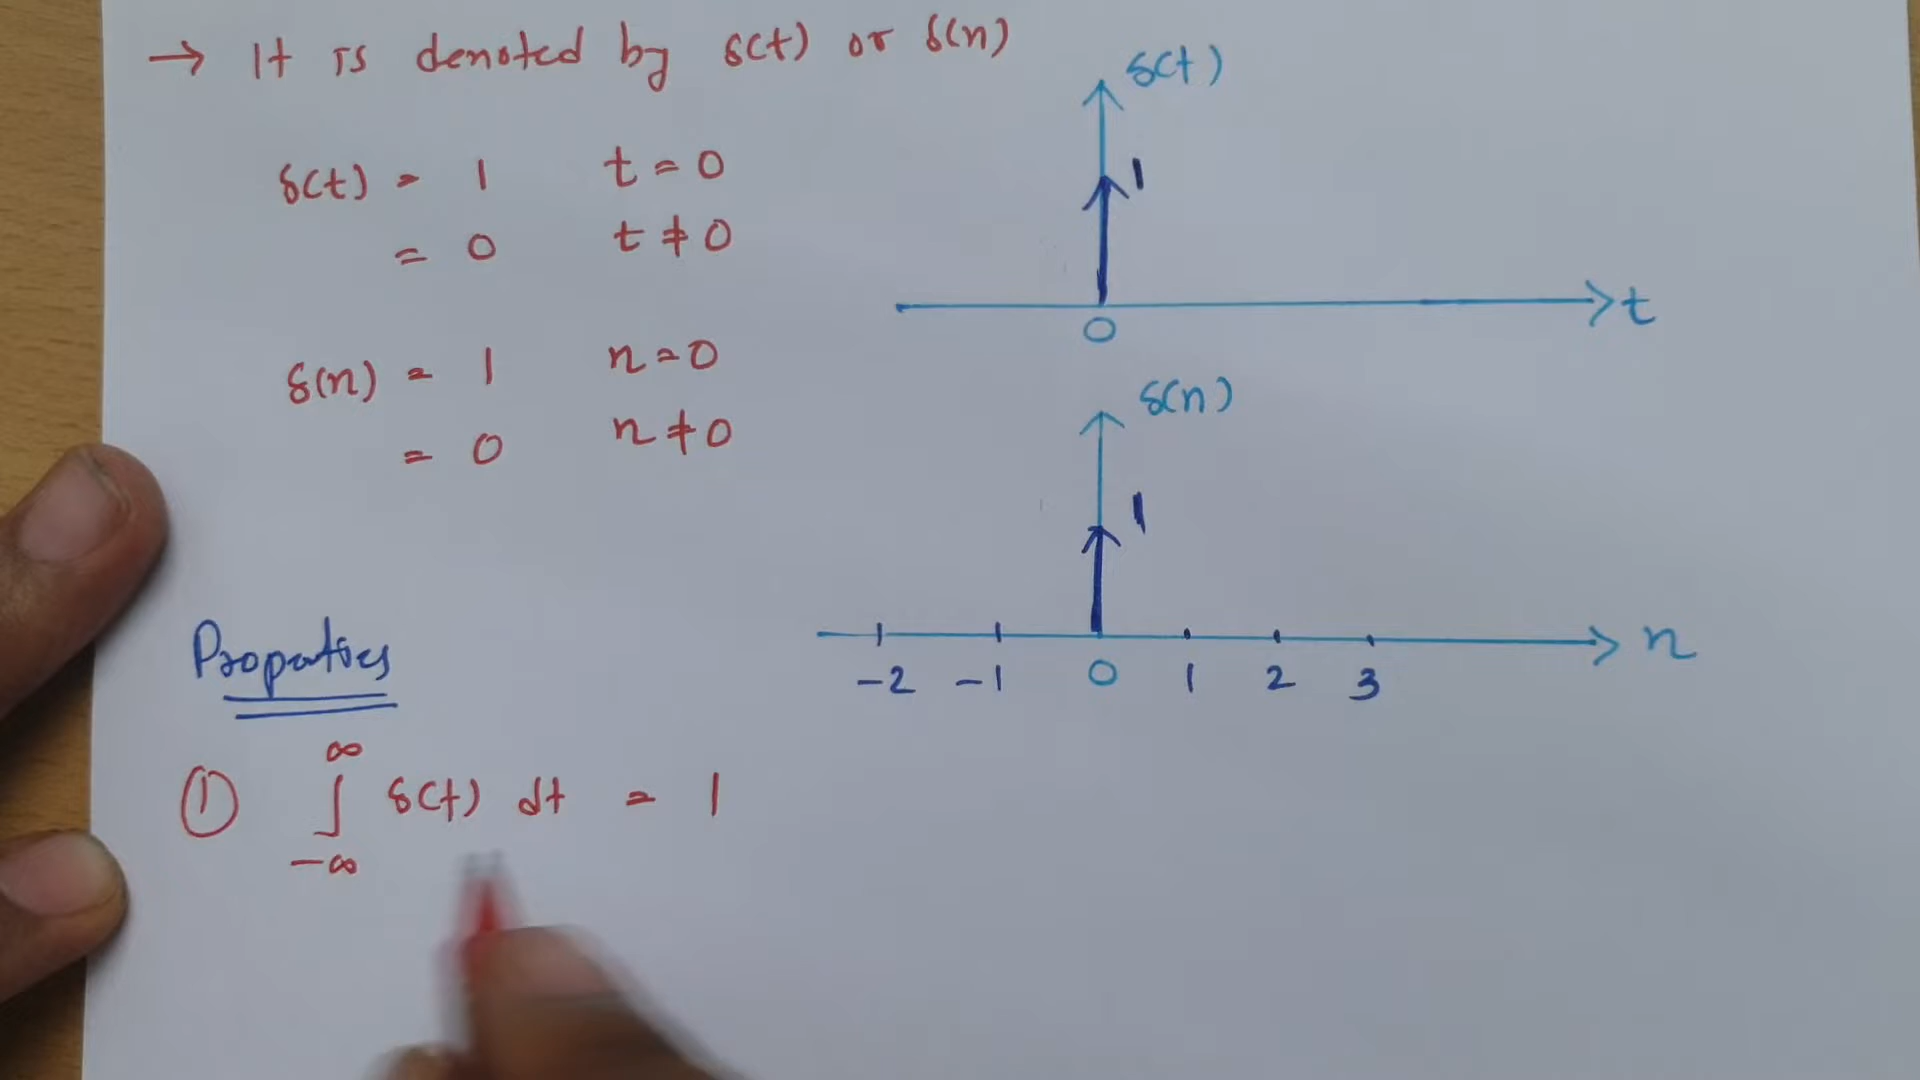 → It is denoted by δ(t) or δ(n)
δ(t) = 1 t = 0
= 0 t ≠ 0
δ(n) = 1 n = 0
= 0 n ≠ 0
δ(t)
1
0
t
δ(n)
1
-2 -1 0 1 2 3
n
Properties
① ∫_{-∞}^{∞} δ(t) dt = 1